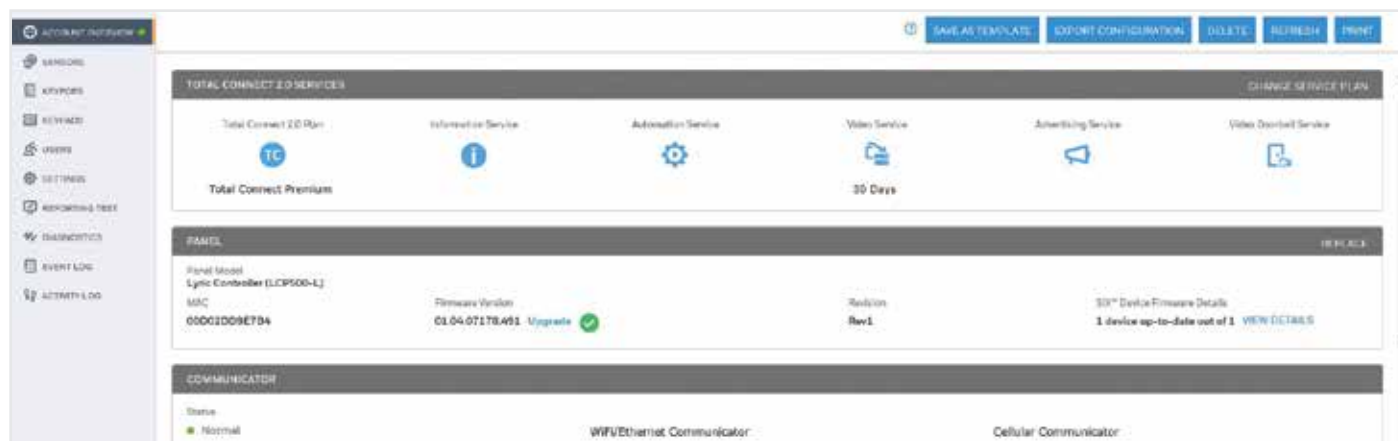 ACCOUNT OVERVIEW
SAVE AS TEMPLATE EXPORT CONFIGURATION DELETE REFRESH PRINT
SENSORS
KEYFOBS
KEYPADS
USERS
SETTINGS
REPORTING TEST
DIAGNOSTICS
EVENT LOG
ACTIVITY LOG
TOTAL CONNECT 2.0 SERVICES CHANGE SERVICE PLAN
Total Connect 2.0 Plan Information Service Automation Service Video Service Advertising Service Video Doorbell Service
TC
Total Connect Premium 30 Days
PANEL REPLACE
Panel Model
Lyric Controller (LCP500-L)
MAC Firmware Version Revision SiX™ Device Firmware Details
01.04.07178.491 Upgrade Rev1 1 device up-to-date out of 1 VIEW DETAILS
COMMUNICATOR
Status
Normal WiFi/Ethernet Communicator Cellular Communicator